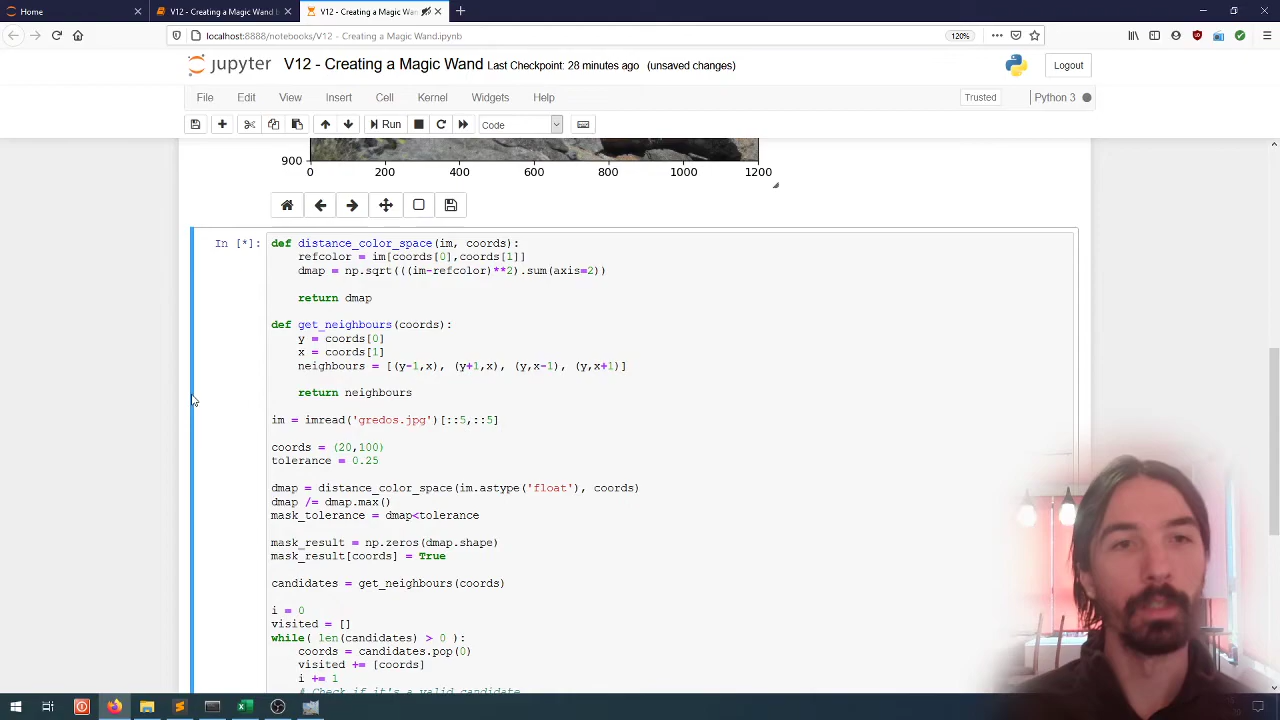 Home
V12 - Creating a Magic Wand
V12 - Creating a Magic Wand
localhost:8888/notebooks/V12 - Creating a Magic Wand.ipynb
120%
jupyter V12 - Creating a Magic Wand Last Checkpoint: 28 minutes ago (unsaved changes)
Logout
File Edit View Insert Cell Kernel Widgets Help
Trusted
Python 3
Run
Code
900
0 200 400 600 800 1000 1200
In [*]:
def distance_color_space(im, coords):
refcolor = im[coords[0],coords[1]]
dmap = np.sqrt(((im-refcolor)**2).sum(axis=2))
return dmap
def get_neighbours(coords):
y = coords[0]
x = coords[1]
neighbours = [(y-1,x), (y+1,x), (y,x-1), (y,x+1)]
return neighbours
im = imread('gredos.jpg')[::5,::5]
coords = (20,100)
tolerance = 0.25
dmap = distance_color_space(im.astype('float'), coords)
dmap /= dmap.max()
mask_tolerance = dmap<tolerance
mask_result = np.zeros(dmap.shape)
mask_result[coords] = True
candidates = get_neighbours(coords)
i = 0
visited = []
while( len(candidates) > 0 ):
coords = candidates.pop(0)
visited += [coords]
i += 1
# Check if it's a valid candidate